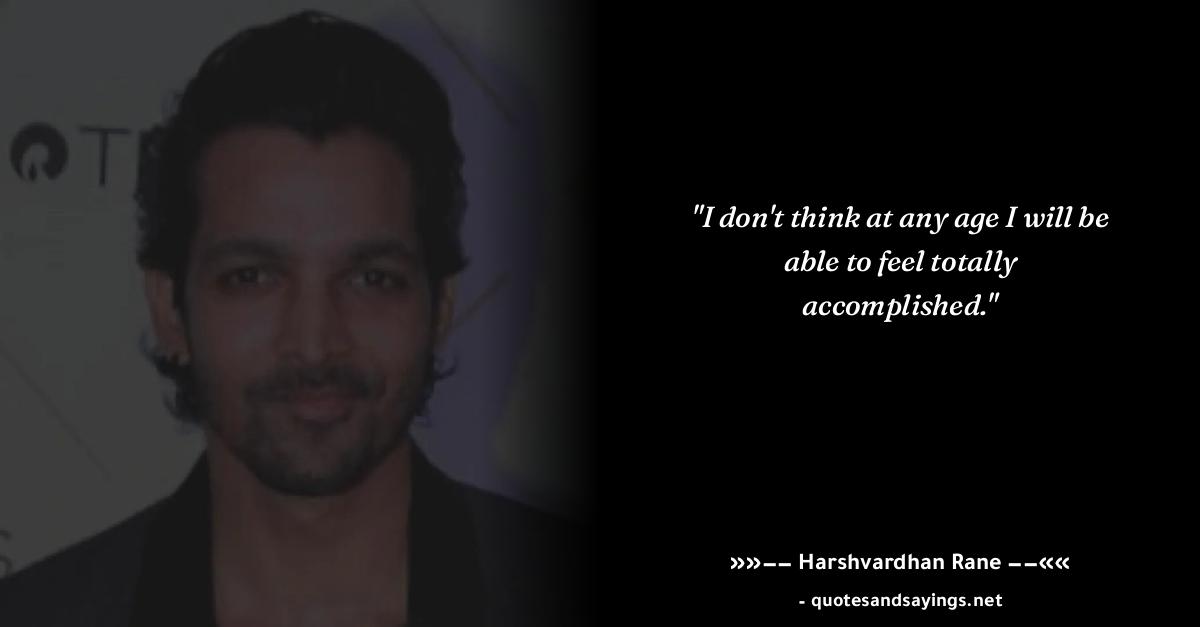 "I don't think at any age I will be
able to feel totally
accomplished."
»»−− Harshvardhan Rane −−««
- quotesandsayings.net